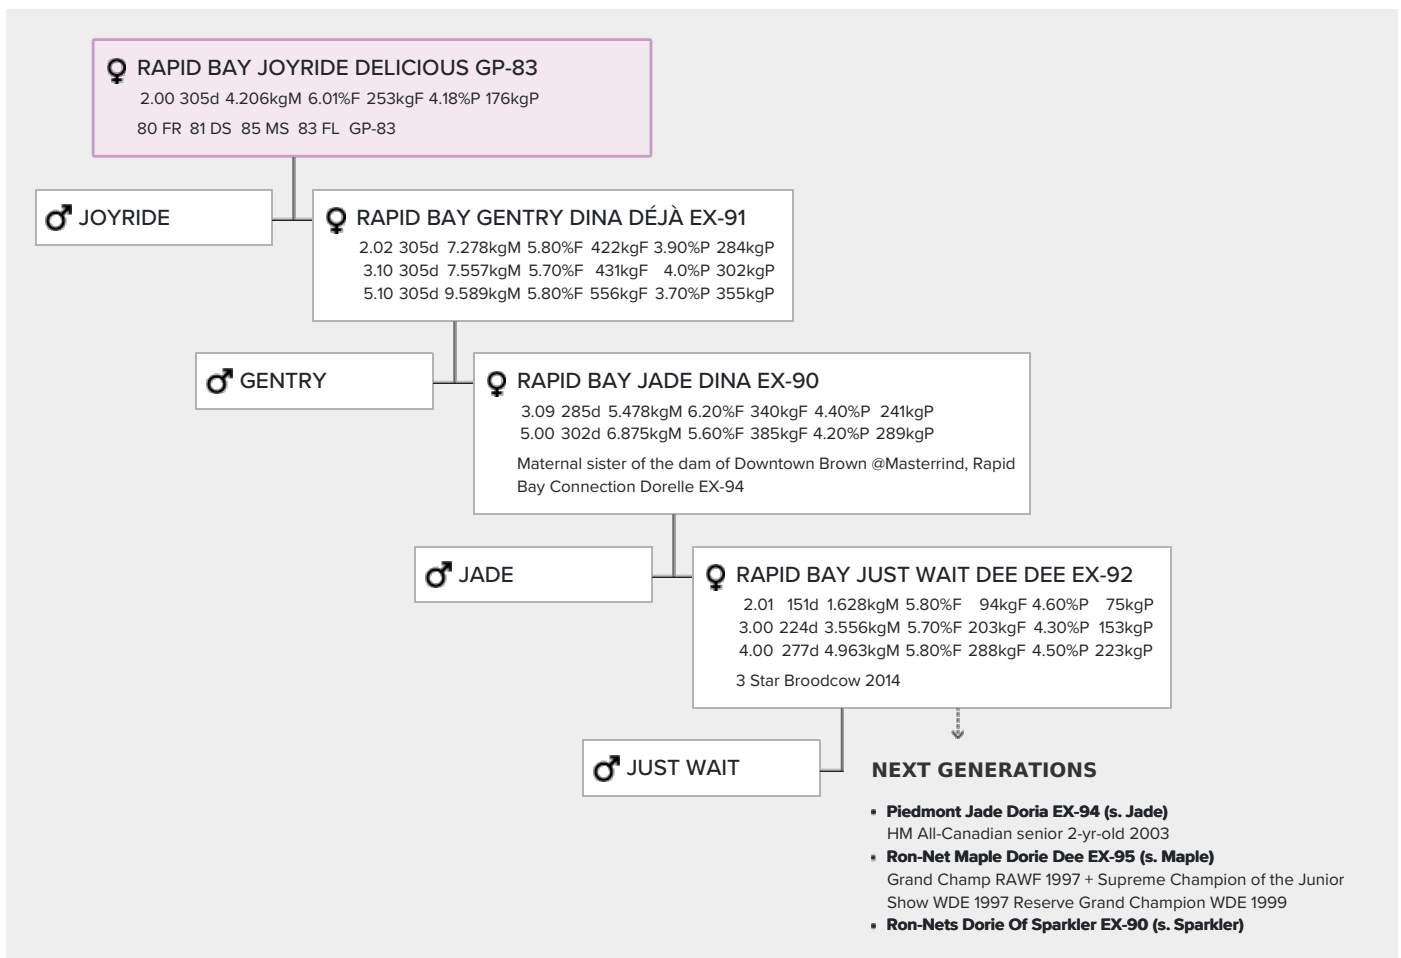 RAPID BAY JOYRIDE DELICIOUS GP-83
2.00 305d 4.206kgM 6.01%F 253kgF 4.18%P 176kgP
80 FR 81 DS 85 MS 83 FL GP-83
JOYRIDE
RAPID BAY GENTRY DINA DÉJÀ EX-91
2.02 305d 7.278kgM 5.80%F 422kgF 3.90%P 284kgP
3.10 305d 7.557kgM 5.70%F 431kgF 4.0%P 302kgP
5.10 305d 9.589kgM 5.80%F 556kgF 3.70%P 355kgP
GENTRY
RAPID BAY JADE DINA EX-90
3.09 285d 5.478kgM 6.20%F 340kgF 4.40%P 241kgP
5.00 302d 6.875kgM 5.60%F 385kgF 4.20%P 289kgP
Maternal sister of the dam of Downtown Brown @Masterrind, Rapid
Bay Connection Dorelle EX-94
JADE
RAPID BAY JUST WAIT DEE DEE EX-92
2.01 151d 1.628kgM 5.80%F 94kgF 4.60%P 75kgP
3.00 224d 3.556kgM 5.70%F 203kgF 4.30%P 153kgP
4.00 277d 4.963kgM 5.80%F 288kgF 4.50%P 223kgP
3 Star Broodcow 2014
JUST WAIT
NEXT GENERATIONS
• Piedmont Jade Doria EX-94 (s. Jade)
HM All-Canadian senior 2-yr-old 2003
• Ron-Net Maple Dorie Dee EX-95 (s. Maple)
Grand Champ RAWF 1997 + Supreme Champion of the Junior
Show WDE 1997 Reserve Grand Champion WDE 1999
• Ron-Nets Dorie Of Sparkler EX-90 (s. Sparkler)